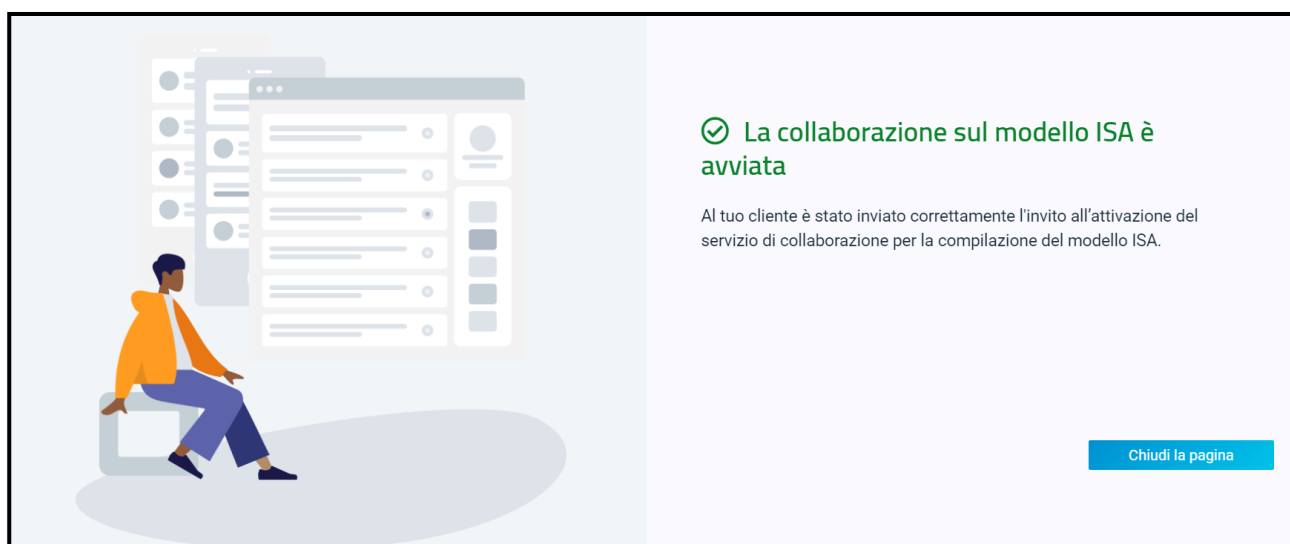 La collaborazione sul modello ISA è
avviata
Al tuo cliente è stato inviato correttamente l'invito all’attivazione del
servizio di collaborazione per la compilazione del modello ISA.
Chiudi la pagina